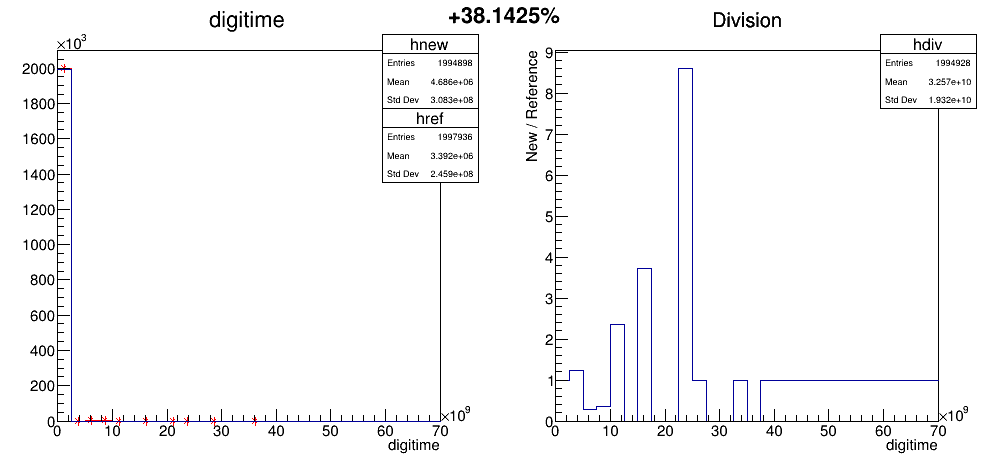 +38.1425%
digitime
×10³
hnew
Entries 1994898
Mean 4.686e+06
Std Dev 3.083e+08
href
Entries 1997936
Mean 3.392e+06
Std Dev 2.459e+08
2000
1800
1600
1400
1200
1000
800
600
400
200
0
0 10 20 30 40 50 60 70
×10⁹
digitime
Division
hdiv
Entries 1994928
Mean 3.257e+10
Std Dev 1.932e+10
New / Reference
9
8
7
6
5
4
3
2
1
0
0 10 20 30 40 50 60 70
×10⁹
digitime